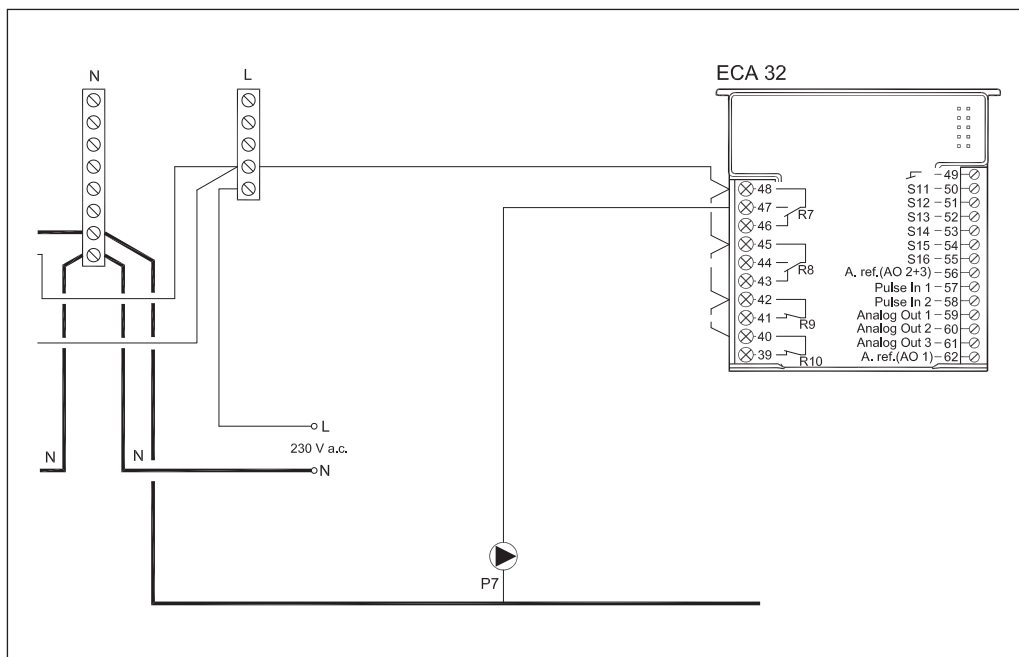 N
L
ECA 32
48
47
46
R7
45
44
43
R8
42
41
R9
40
39
R10
49
S11 50
S12 51
S13 52
S14 53
S15 54
S16 55
A. ref.(AO 2+3) 56
Pulse In 1 57
Pulse In 2 58
Analog Out 1 59
Analog Out 2 60
Analog Out 3 61
A. ref.(AO 1) 62
L
230 V a.c.
N
N
N
P7